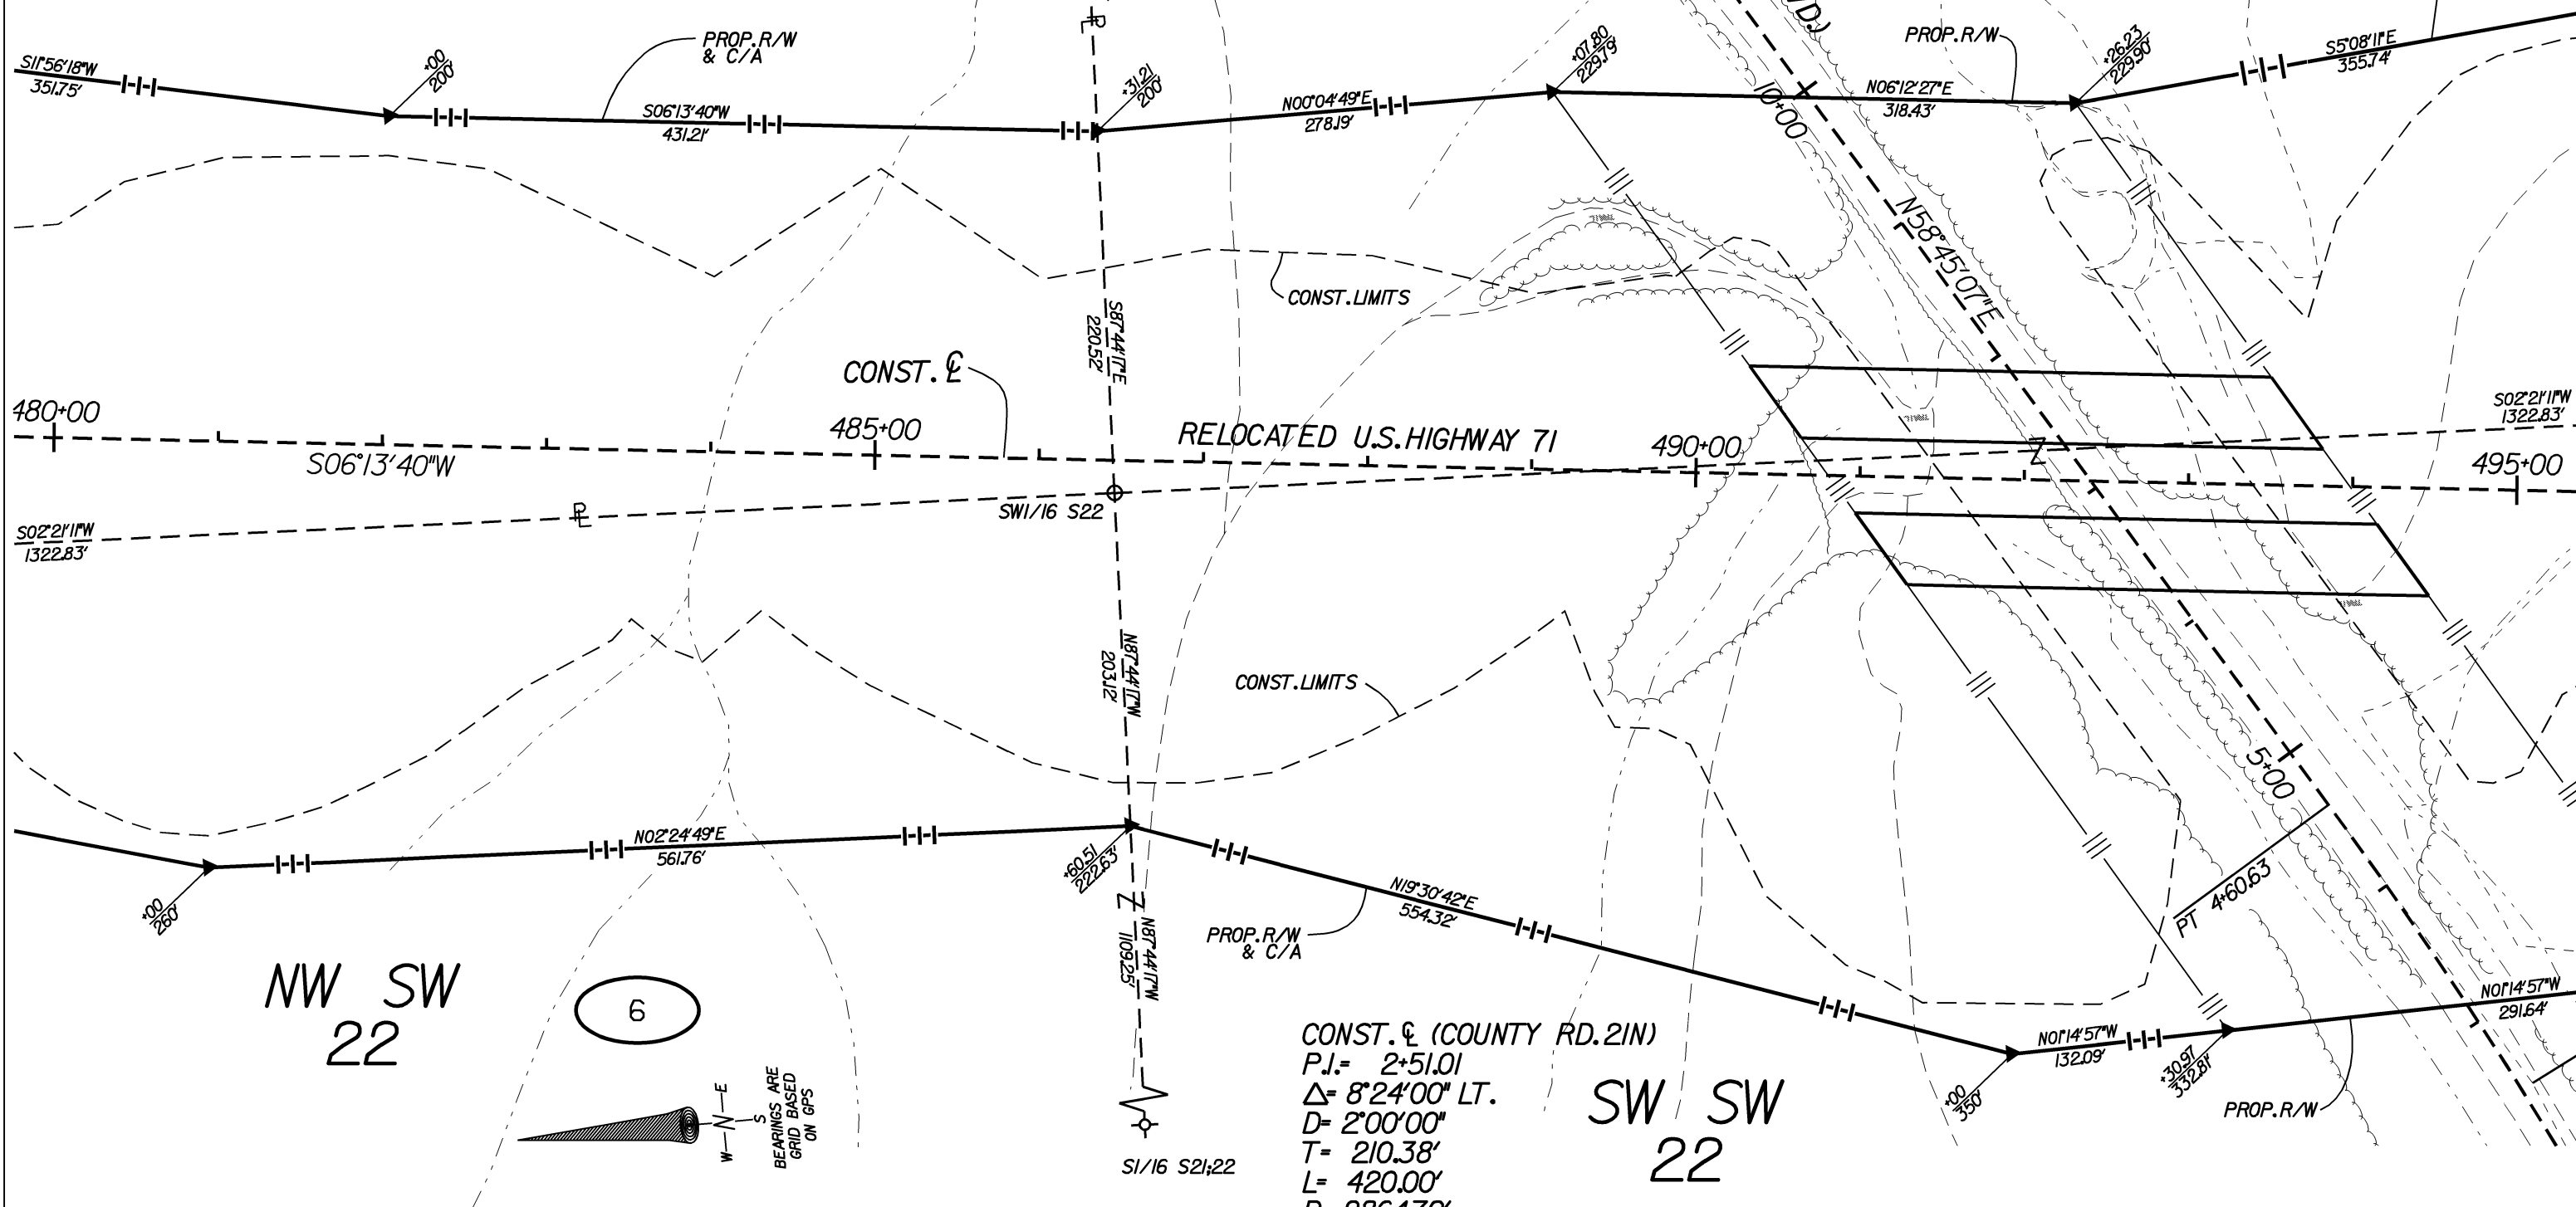 S11°56'18"W
351.75'
+00
200'
PROP. R/W
& C/A
S06°13'40"W
431.21'
PL
+31.21
200'
N00°04'49"E
278.19'
+07.80
229.79'
VD.)
PROP. R/W
10+00
N06°12'27"E
318.43'
+26.23
229.90'
S5°08'11"E
355.74'
N58°45'07"E
CONST. LIMITS
S87°44'17"E
220.52'
CONST. CL
480+00
S06°13'40"W
485+00
RELOCATED U.S. HIGHWAY 71
490+00
495+00
S02°21'11"W
1322.83'
S02°21'11"W
1322.83'
PL
SW1/16 S22
N87°44'17"W
203.12'
CONST. LIMITS
5+00
PT 4+60.63
N02°24'49"E
561.76'
+00
260'
+60.51
222.63'
N87°44'17"W
1109.25'
PROP. R/W
& C/A
N19°30'42"E
554.32'
N01°14'57"W
132.09'
N01°14'57"W
291.64'
+00
350'
+30.97
332.81'
PROP. R/W
NW SW
22
6
E
N S
W
BEARINGS ARE
GRID BASED
ON GPS
S1/16 S21;22
CONST. CL (COUNTY RD. 21N)
P.I.= 2+51.01
Δ= 8°24'00" LT.
D= 2°00'00"
T= 210.38'
L= 420.00'
SW SW
22